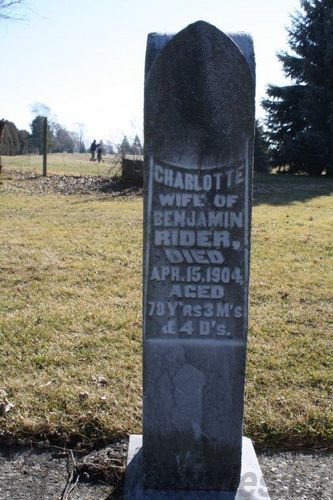 CHARLOTTE
WIFE OF
BENJAMIN
RIDER,
DIED
APR. 15, 1904,
AGED
78 Y'RS 3 M'S
& 4 D's.